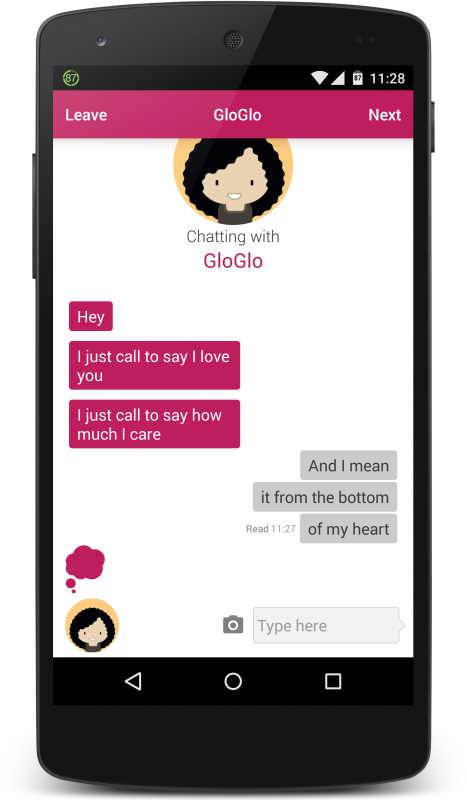 87 87 11:28
Leave GloGlo Next
Chatting with
GloGlo
Hey
I just call to say I love
you
I just call to say how
much I care
And I mean
it from the bottom
Read 11:27 of my heart
Type here